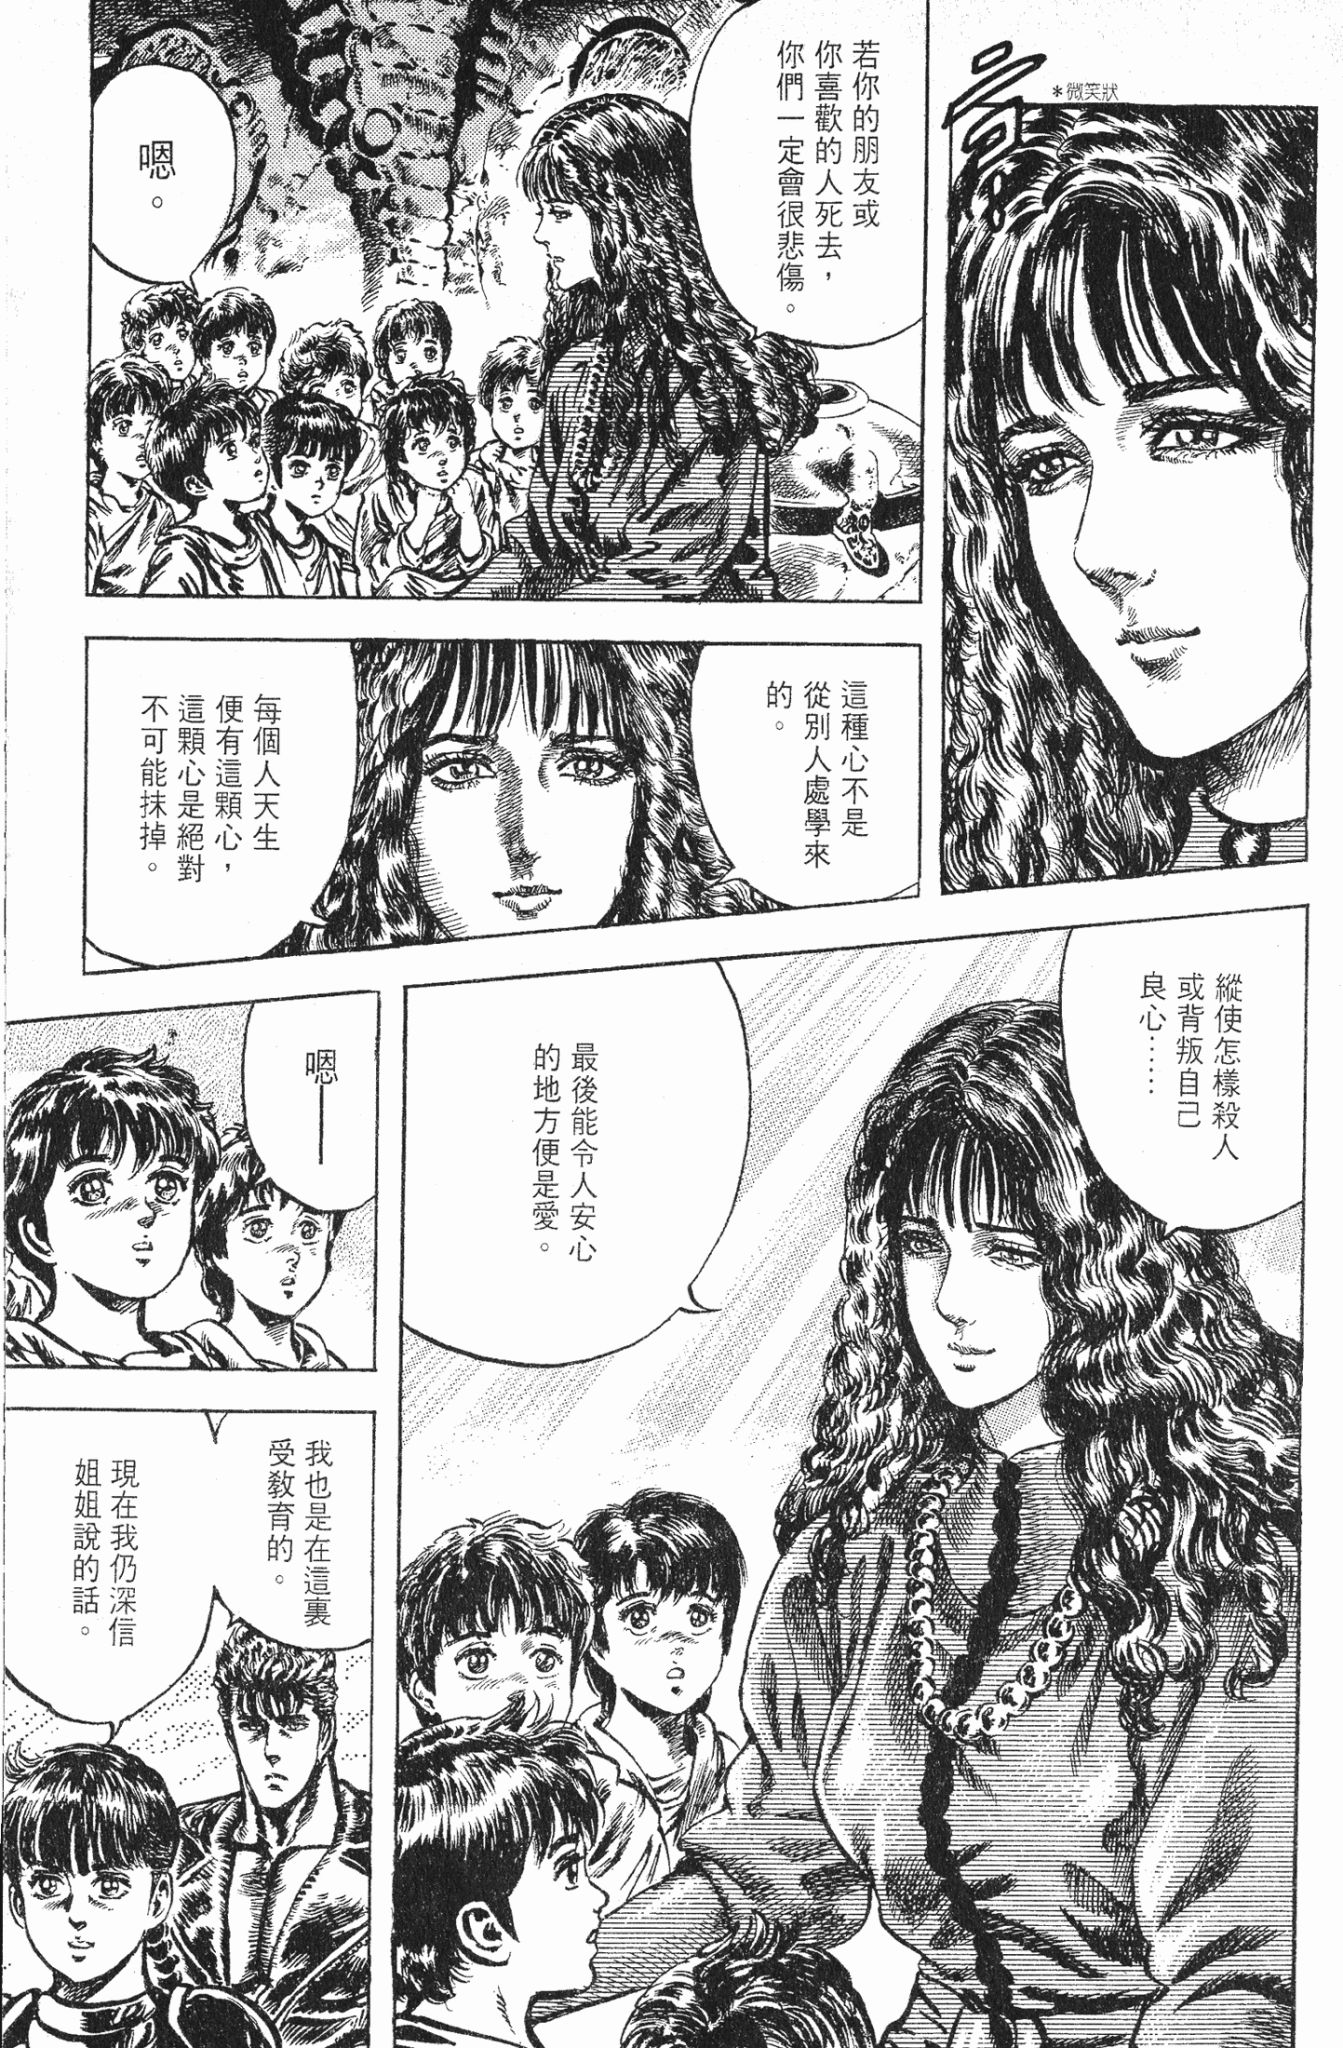 *微笑狀
若你的朋友或
你喜歡的人死去，
你們一定會很悲傷。
嗯。
這種心不是
從別人處學來
的。
每個人天生
便有這顆心，
這顆心是絕對
不可能抹掉。
縱使怎樣殺人
或背叛自己
良心……
最後能令人安心
的地方便是愛。
嗯——
我也是在這裏
受教育的。
現在我仍深信
姐姐說的話。